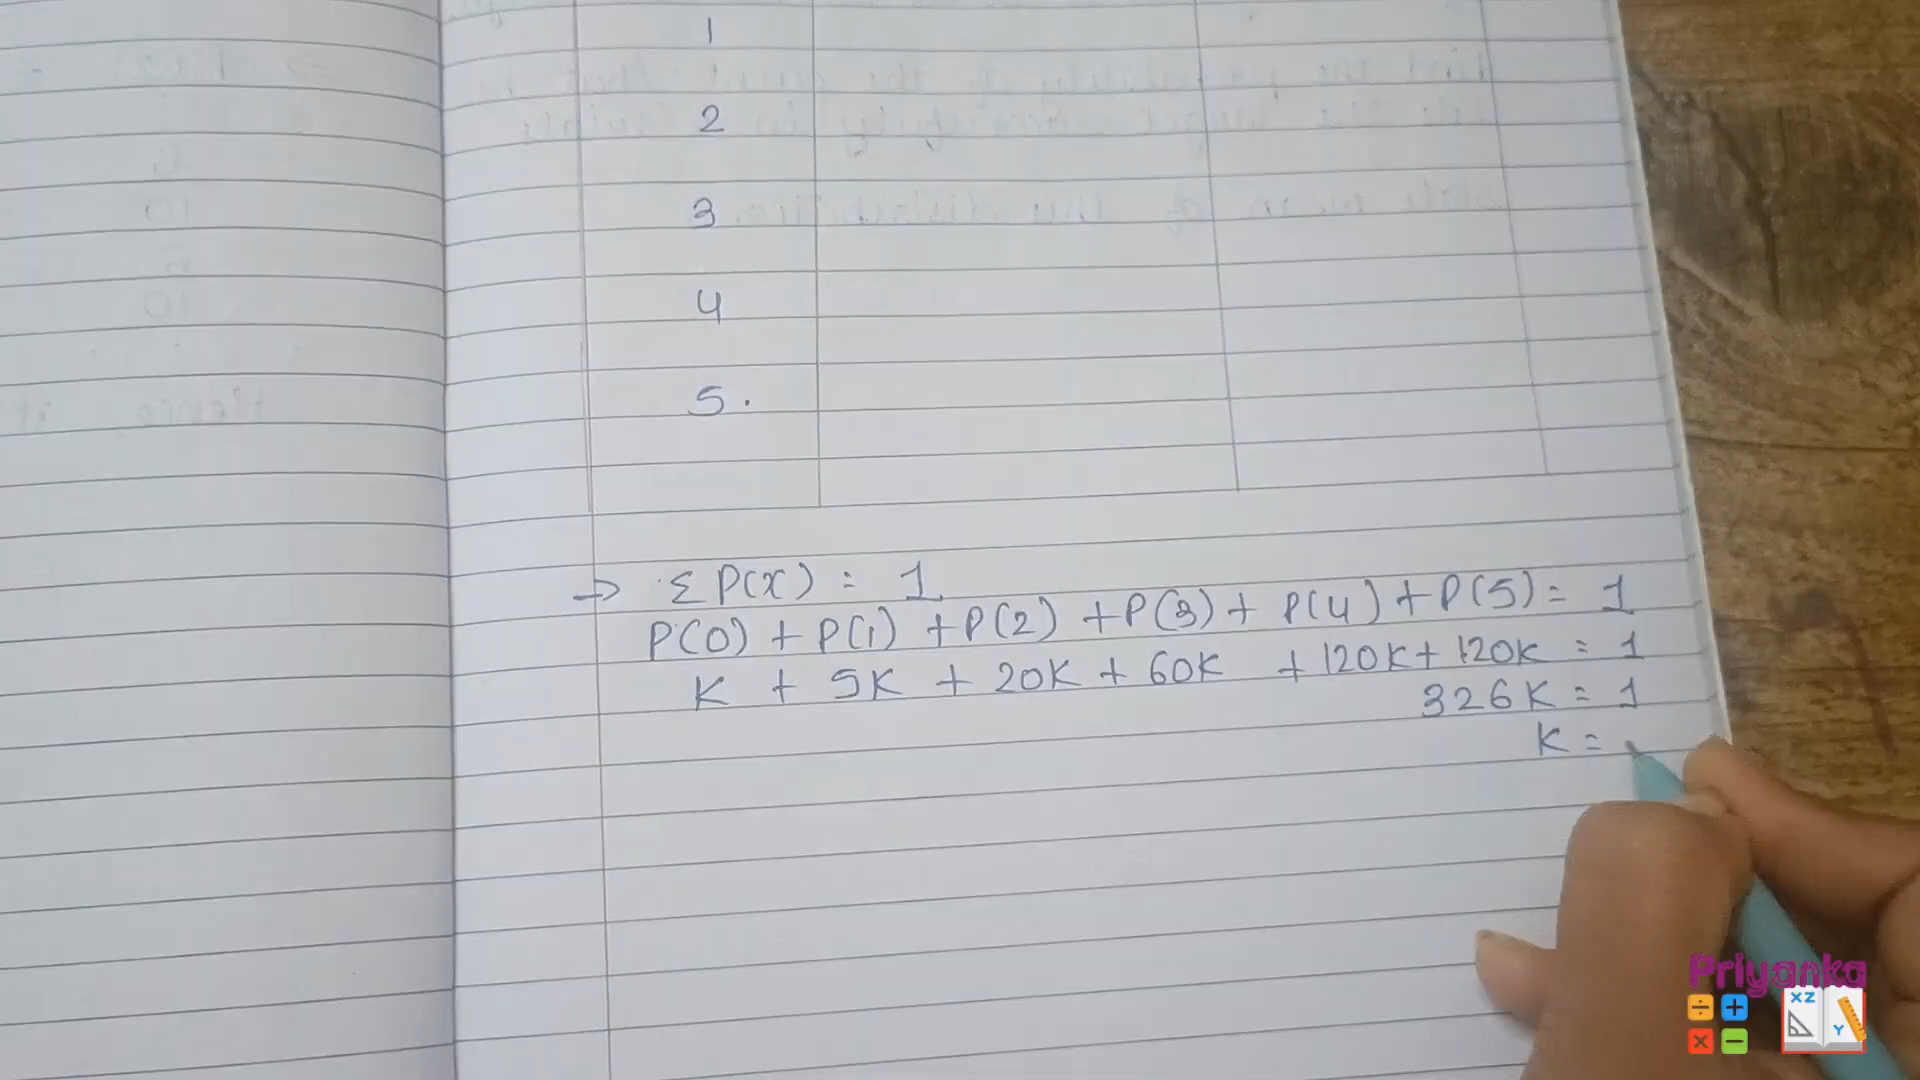 1
2
3
4
5.
→ Σ P(x) = 1
P(0) + P(1) + P(2) + P(3) + P(4) + P(5) = 1
K + 5K + 20K + 60K + 120K + 120K = 1
326K = 1
K =
Priyanka
÷ +
× −
XZ
Y